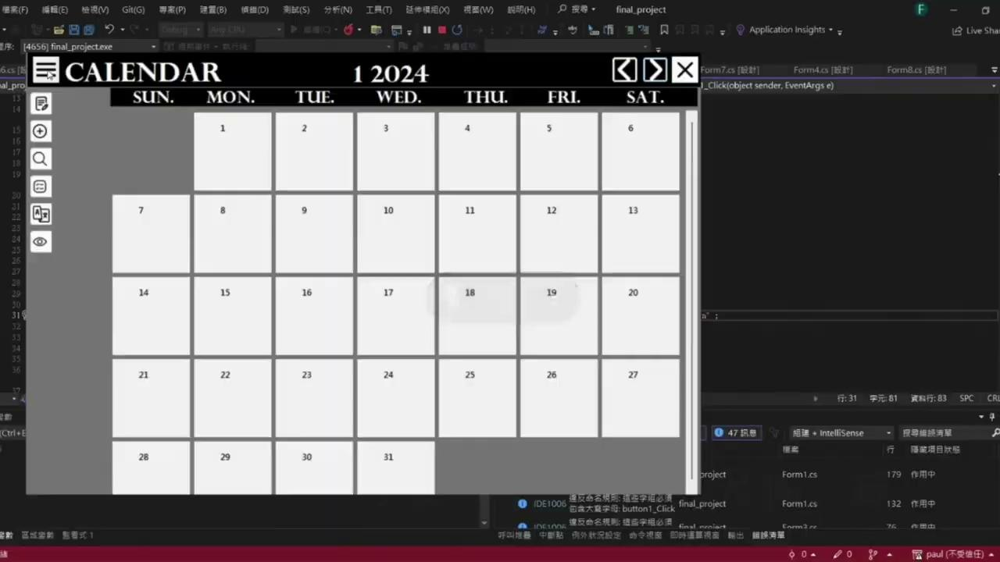 檔案(F) 編輯(E) 檢視(V) Git(G) 專案(P) 建置(B) 偵錯(D) 測試(S) 分析(N) 工具(T) 延伸模組(X) 視窗(W) 說明(H) 搜尋 final_project F
Debug Any CPU Application Insights Live Shar
程序: [4656] final_project.exe
6.cs [設計] Form7.cs [設計] Form4.cs [設計] Form8.cs [設計]
CALENDAR 1 2024
1_Click(object sender, EventArgs e)
SUN. MON. TUE. WED. THU. FRI. SAT.
1 2 3 4 5 6
7 8 9 10 11 12 13
14 15 16 17 18 19 20
21 22 23 24 25 26 27
28 29 30 31
13
14
15
16
17
18
19
20
21
22
23
24
25
26
27
28
29
30
31 n" ;
32
33
34
35
36
37
行: 31 字元: 81 資料行: 83 SPC CRL
(Ctrl+E 47 訊息 組建 + IntelliSense 搜尋錯誤清單
檔案 行 隱藏項目狀態
project Form1.cs 179 作用中
IDE1006 違反命名規則: 這些字組必須
包含大寫字母: button1_Click final_project Form1.cs 132 作用中
IDE1006 違反命名規則: 這些字組必須 final_project Form3.cs 76 作用中
變數 區域變數 監看式 1 呼叫堆疊 中斷點 例外狀況設定 命令視窗 即時運算視窗 輸出 錯誤清單
0 0 paul (不受信任)